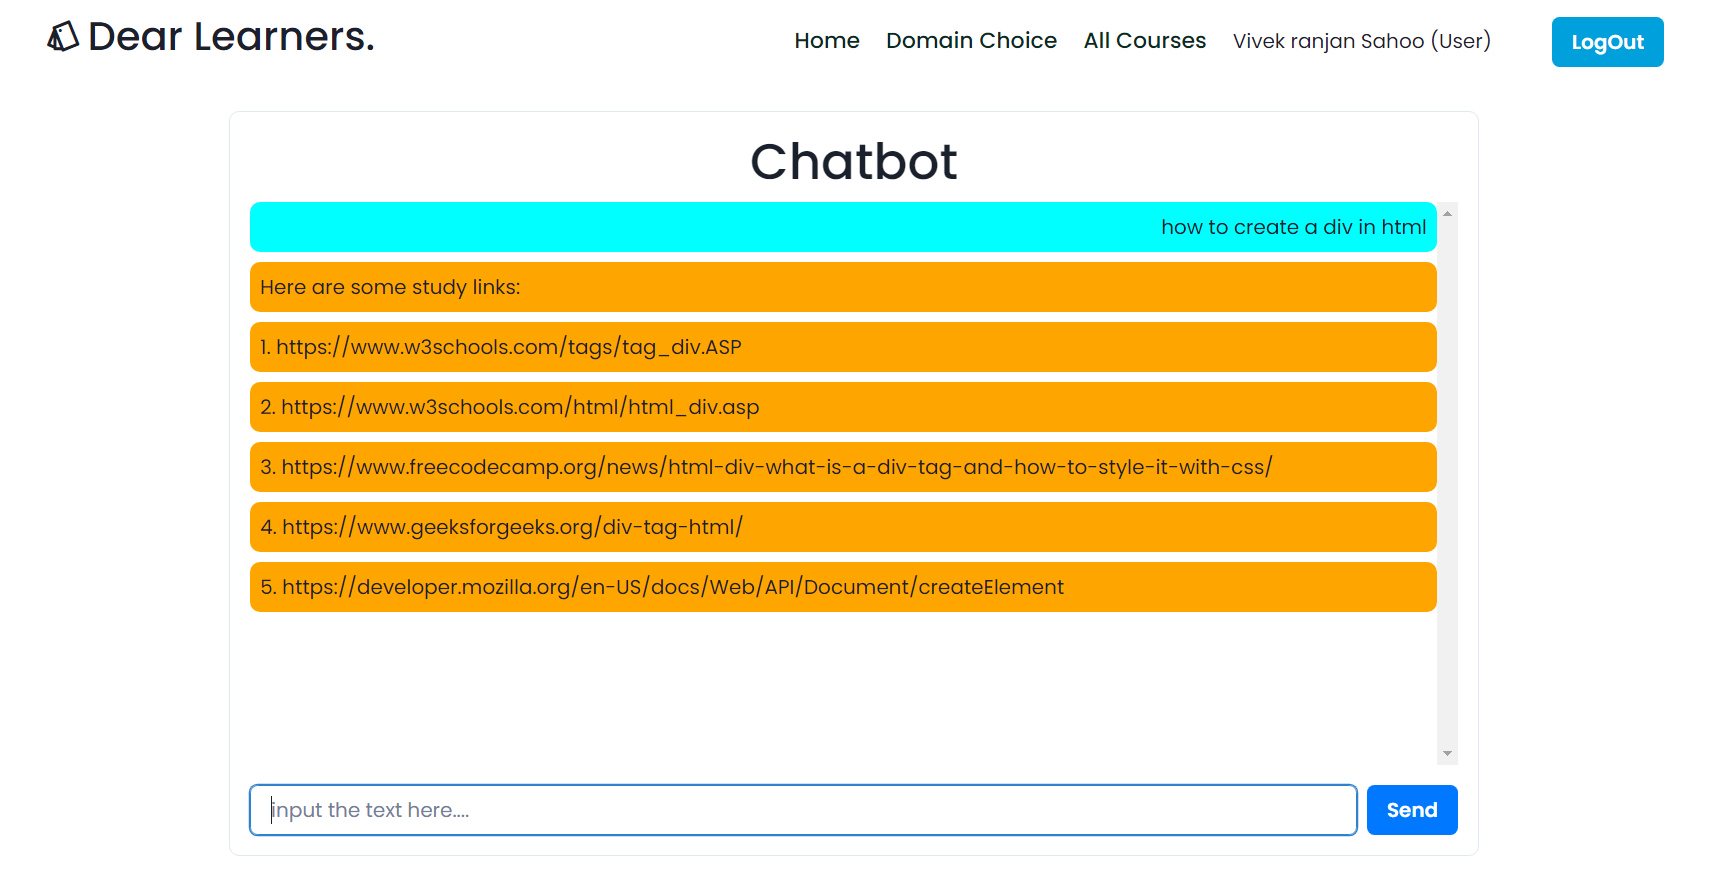 Dear Learners.
Home Domain Choice All Courses Vivek ranjan Sahoo (User) LogOut
Chatbot
how to create a div in html
Here are some study links:
1. https://www.w3schools.com/tags/tag_div.ASP
2. https://www.w3schools.com/html/html_div.asp
3. https://www.freecodecamp.org/news/html-div-what-is-a-div-tag-and-how-to-style-it-with-css/
4. https://www.geeksforgeeks.org/div-tag-html/
5. https://developer.mozilla.org/en-US/docs/Web/API/Document/createElement
input the text here....
Send